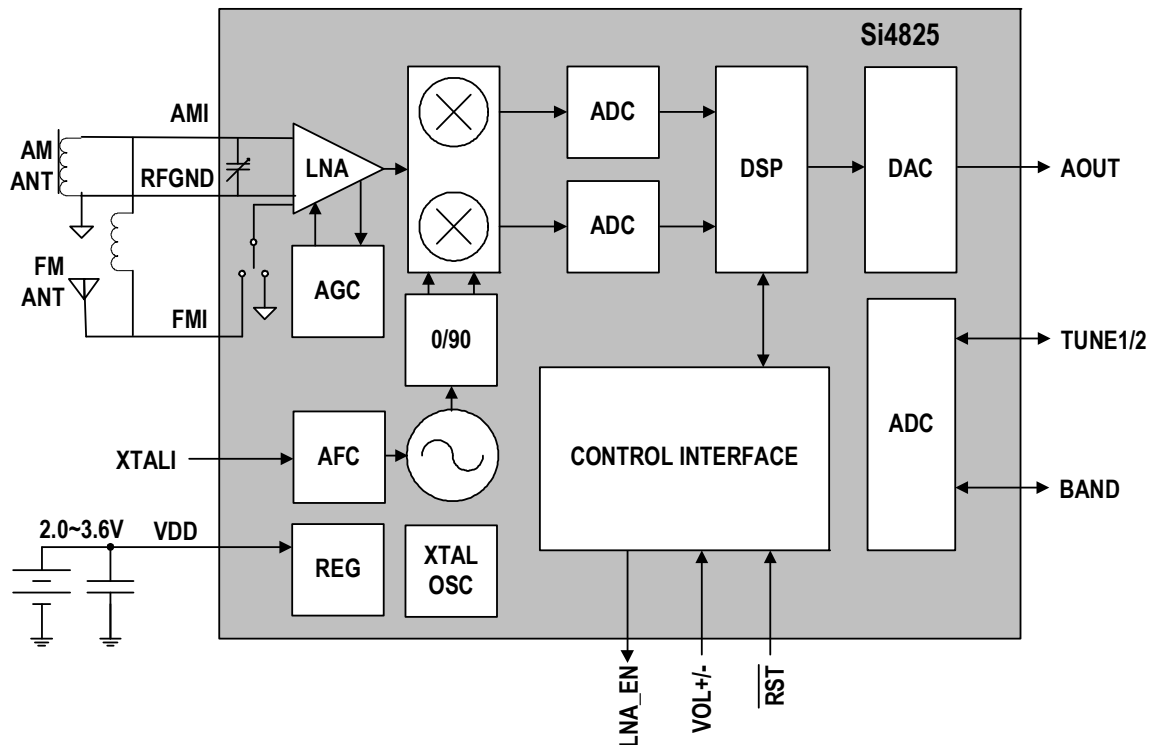 Si4825
AMI
AM
ANT
RFGND
LNA
ADC
DSP
DAC
AOUT
ADC
FM
ANT
AGC
FMI
0/90
TUNE1/2
ADC
XTALI
AFC
CONTROL INTERFACE
BAND
2.0~3.6V
VDD
REG
XTAL
OSC
LNA_EN
VOL+/-
RST